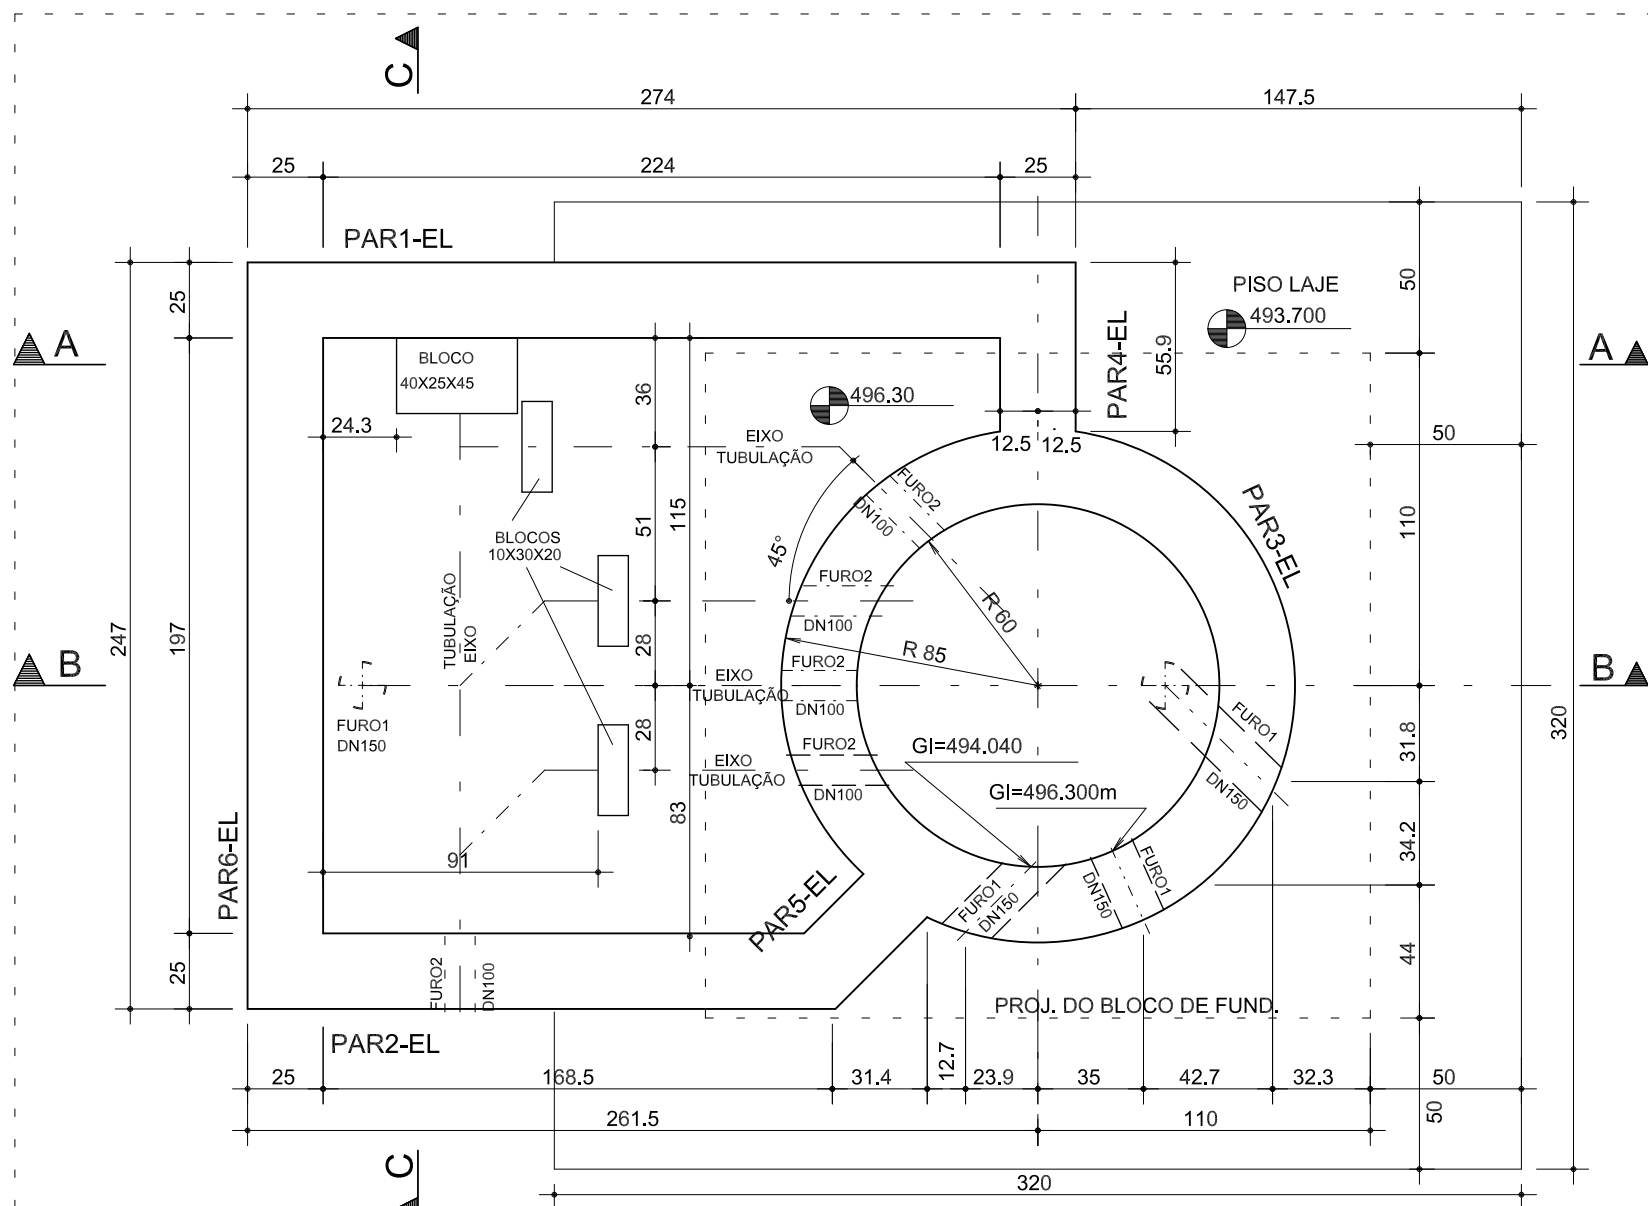 C
274
147.5
25
224
25
PAR1-EL
25
50
PISO LAJE
493.700
A
A
BLOCO
40X25X45
36
496.30
PAR4-EL
55.9
24.3
EIXO
TUBULAÇÃO
12.5
12.5
50
FURO2
DN100
PAR3-EL
115
51
110
BLOCOS
10X30X20
45°
FURO2
DN100
TUBULAÇÃO
EIXO
R 60
247
197
28
R 85
320
B
B
FURO2
EIXO
TUBULAÇÃO
DN100
FURO1
DN150
FURO1
DN150
28
FURO2
GI=494.040
31.8
EIXO
TUBULAÇÃO
DN100
GI=496.300m
83
34.2
PAR6-EL
91
PAR5-EL
FURO1
DN150
FURO1
DN150
44
25
FURO2
DN100
PROJ. DO BLOCO DE FUND.
PAR2-EL
25
168.5
31.4
12.7
23.9
35
42.7
32.3
50
50
261.5
110
C
320